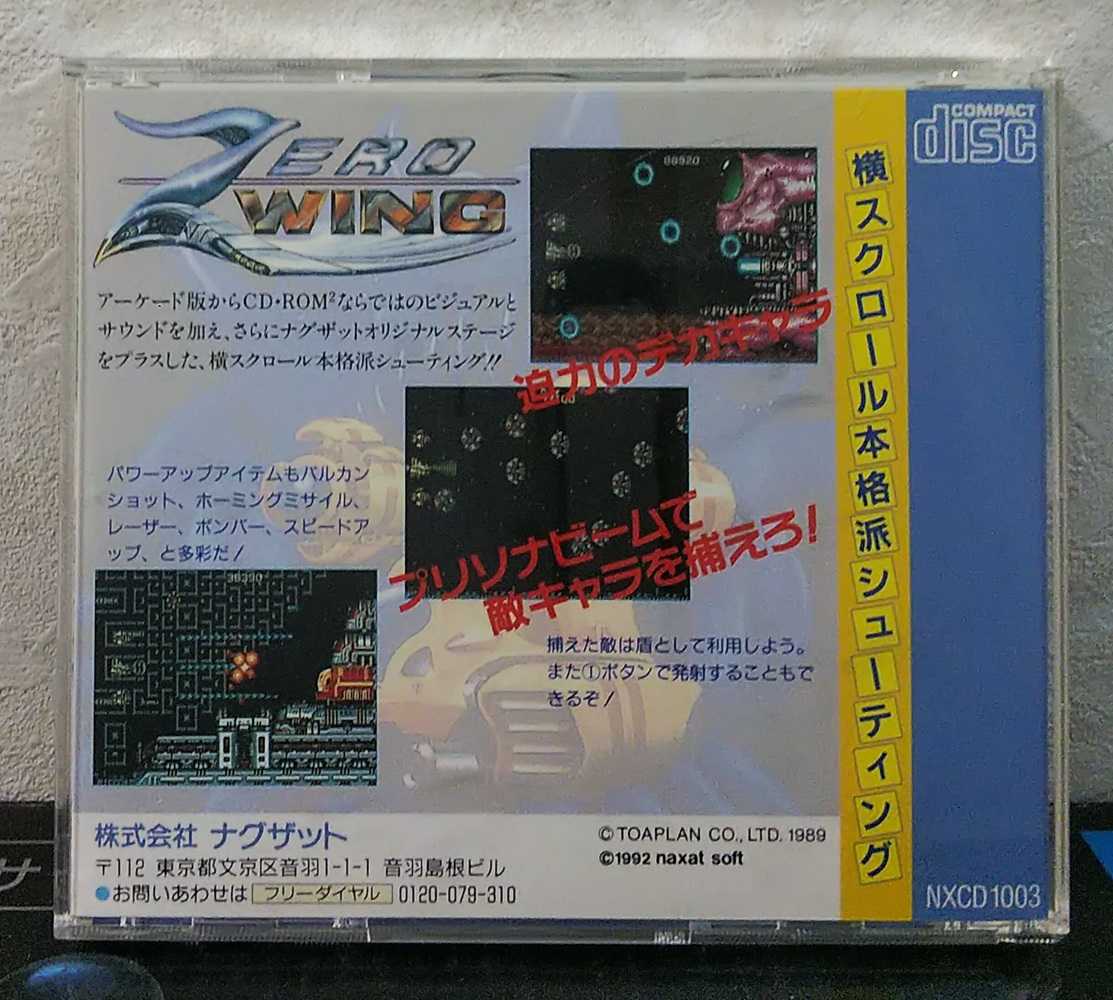 ZERO
WING
アーケード版からCD・ROM²ならではのビジュアルと
サウンドを加え、さらにナグザットオリジナルステージ
をプラスした、横スクロール本格派シューティング!!
98920
迫力のデカキャラ
プリソナビームで
敵キャラを捕えろ!
パワーアップアイテムもバルカン
ショット、ホーミングミサイル、
レーザー、ボンバー、スピードア
ップ、と多彩だ!
捕えた敵は盾として利用しよう。
また①ボタンで発射することもで
きるぞ!
株式会社 ナグザット
〒112 東京都文京区音羽1-1-1 音羽島根ビル
●お問いあわせは フリーダイヤル 0120-079-310
©TOAPLAN CO., LTD. 1989
©1992 naxat soft
横スクロール本格派シューティング
COMPACT
disc
NXCD1003
サ